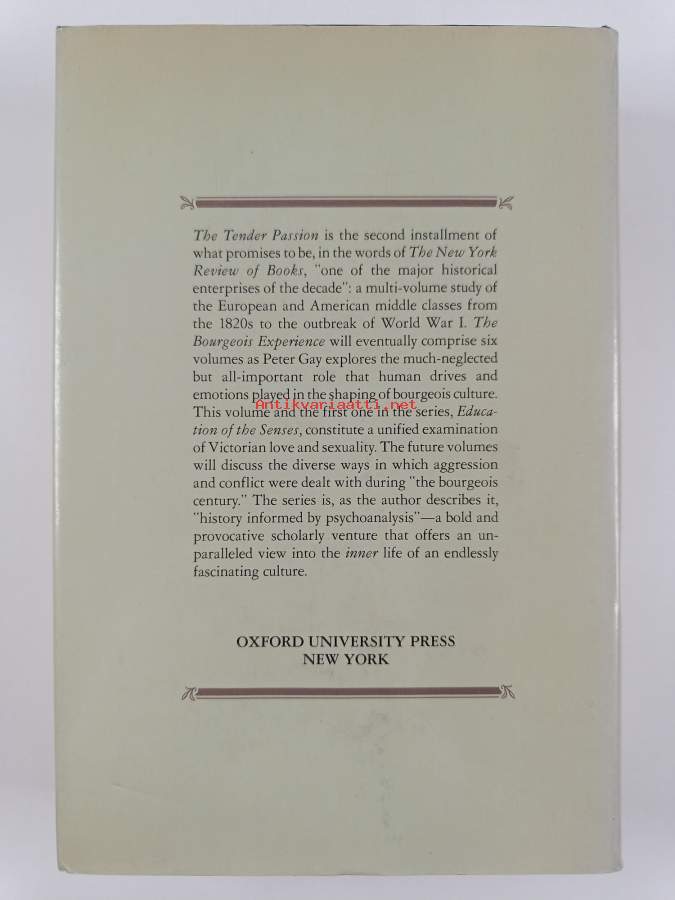 The Tender Passion is the second installment of
what promises to be, in the words of The New York
Review of Books, "one of the major historical
enterprises of the decade": a multi-volume study
of the European and American middle classes from
the 1820s to the outbreak of World War I. The
Bourgeois Experience will eventually comprise six
volumes as Peter Gay explores the much-neglected
but all-important role that human drives and
emotions played in the shaping of bourgeois culture.
Antikvariaatti.net
This volume and the first one in the series, Educa-
tion of the Senses, constitute a unified examination
of Victorian love and sexuality. The future volumes
will discuss the diverse ways in which aggression
and conflict were dealt with during "the bourgeois
century." The series is, as the author describes it,
"history informed by psychoanalysis"—a bold and
provocative scholarly venture that offers an un-
paralleled view into the inner life of an endlessly
fascinating culture.
OXFORD UNIVERSITY PRESS
NEW YORK